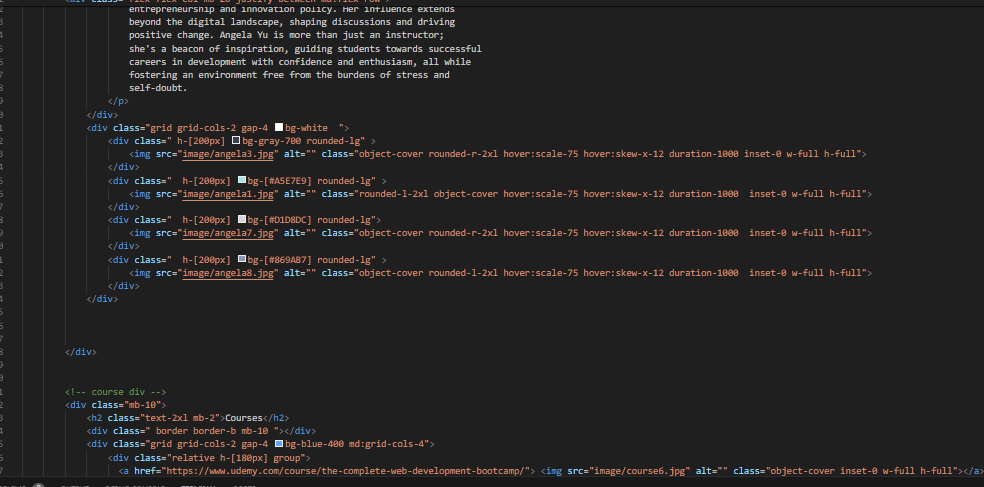 entrepreneurship and innovation policy. Her influence extends
beyond the digital landscape, shaping discussions and driving
positive change. Angela Yu is more than just an instructor;
she's a beacon of inspiration, guiding students towards successful
careers in development with confidence and enthusiasm, all while
fostering an environment free from the burdens of stress and
self-doubt.
</p>
</div>
<div class="grid grid-cols-2 gap-4 bg-white  ">
<div class=" h-[200px] bg-gray-700 rounded-lg" >
<img src="image/angela3.jpg" alt="" class="object-cover rounded-r-2xl hover:scale-75 hover:skew-x-12 duration-1000 inset-0 w-full h-full">
</div>
<div class="  h-[200px] bg-[#A5E7E9] rounded-lg" >
<img src="image/angela1.jpg" alt="" class="rounded-l-2xl object-cover hover:scale-75 hover:skew-x-12 duration-1000  inset-0 w-full h-full">
</div>
<div class="  h-[200px] bg-[#D1D8DC] rounded-lg">
<img src="image/angela7.jpg" alt="" class="object-cover rounded-r-2xl hover:scale-75 hover:skew-x-12 duration-1000  inset-0 w-full h-full">
</div>
<div class="  h-[200px] bg-[#869AB7] rounded-lg" >
<img src="image/angela8.jpg" alt="" class="object-cover rounded-l-2xl hover:scale-75 hover:skew-x-12 duration-1000  inset-0 w-full h-full">
</div>
</div>
</div>
<!-- course div -->
<div class="mb-10">
<h2 class="text-2xl mb-2">Courses</h2>
<div class=" border border-b mb-10 "></div>
<div class="grid grid-cols-2 gap-4 bg-blue-400 md:grid-cols-4">
<div class="relative h-[180px] group">
<a href="https://www.udemy.com/course/the-complete-web-development-bootcamp/"> <img src="image/course6.jpg" alt="" class="object-cover inset-0 w-full h-full"></a>